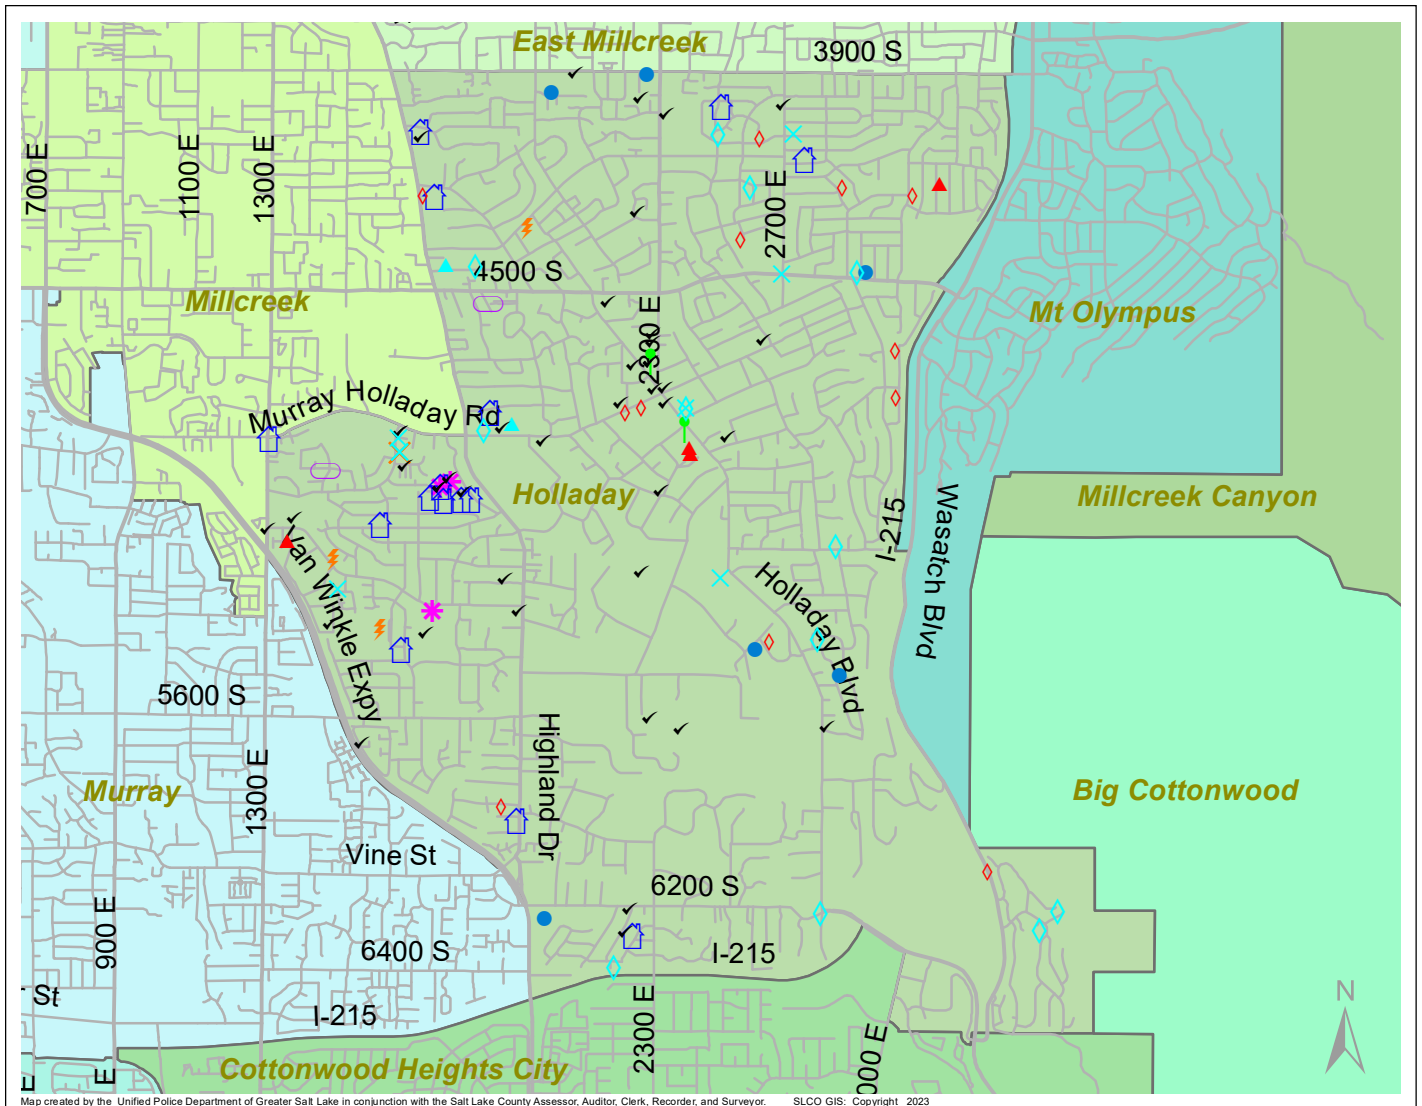 East Millcreek
3900 S
700 E
1100 E
1300 E
2700 E
4500 S
Millcreek
2300 E
Mt Olympus
Murray Holladay Rd
Holladay
Millcreek Canyon
I-215
Wasatch Blvd
Van Winkle Expy
Holladay Blvd
5600 S
Highland Dr
Murray
1300 E
Big Cottonwood
Vine St
6200 S
900 E
6400 S
I-215
St
I-215
2300 E
N
Cottonwood Heights City
E
E
000 E
Map created by the Unified Police Department of Greater Salt Lake in conjunction with the Salt Lake County Assessor, Auditor, Clerk, Recorder, and Surveyor. SLCO GIS: Copyright 2023